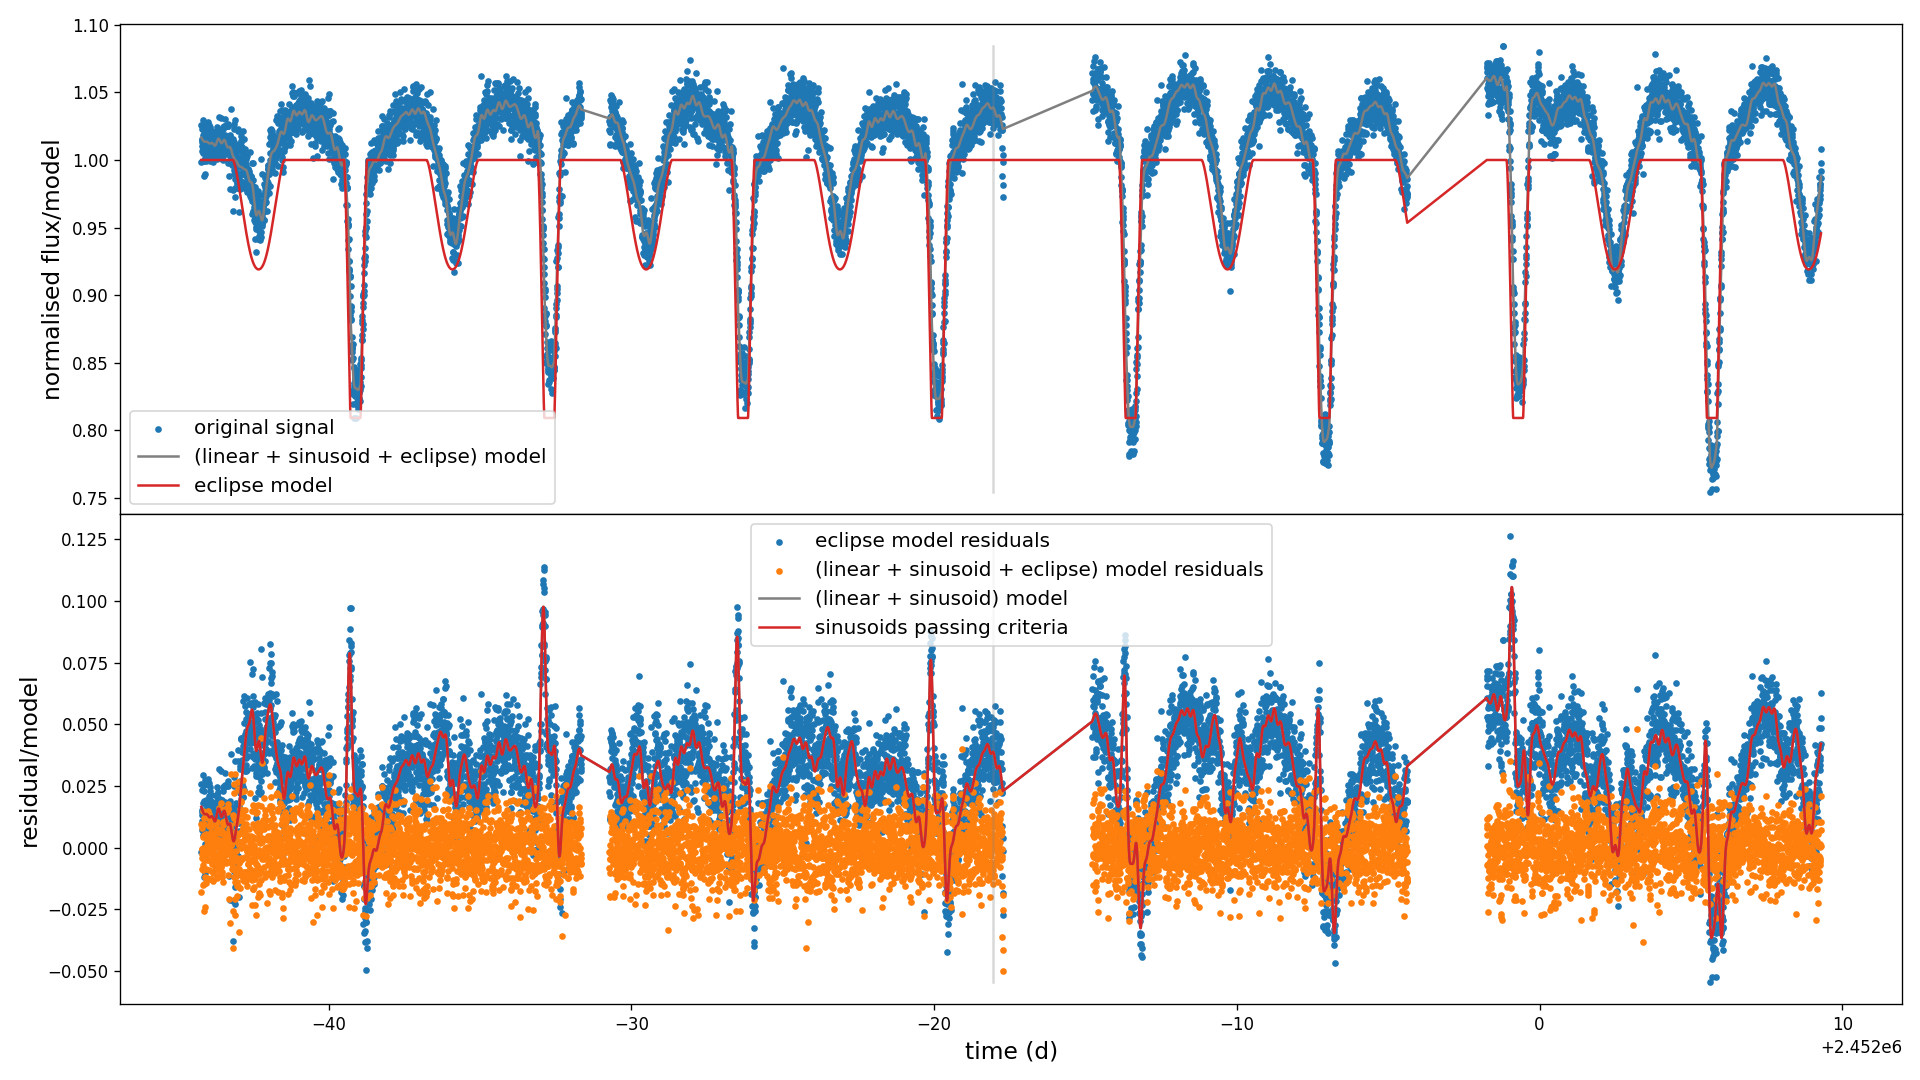 1.10
1.05
1.00
0.95
0.90
0.85
0.80
0.75
normalised flux/model
original signal
(linear + sinusoid + eclipse) model
eclipse model
0.125
0.100
0.075
0.050
0.025
0.000
−0.025
−0.050
residual/model
eclipse model residuals
(linear + sinusoid + eclipse) model residuals
(linear + sinusoid) model
sinusoids passing criteria
−40
−30
−20
−10
0
10
time (d)
+2.452e6